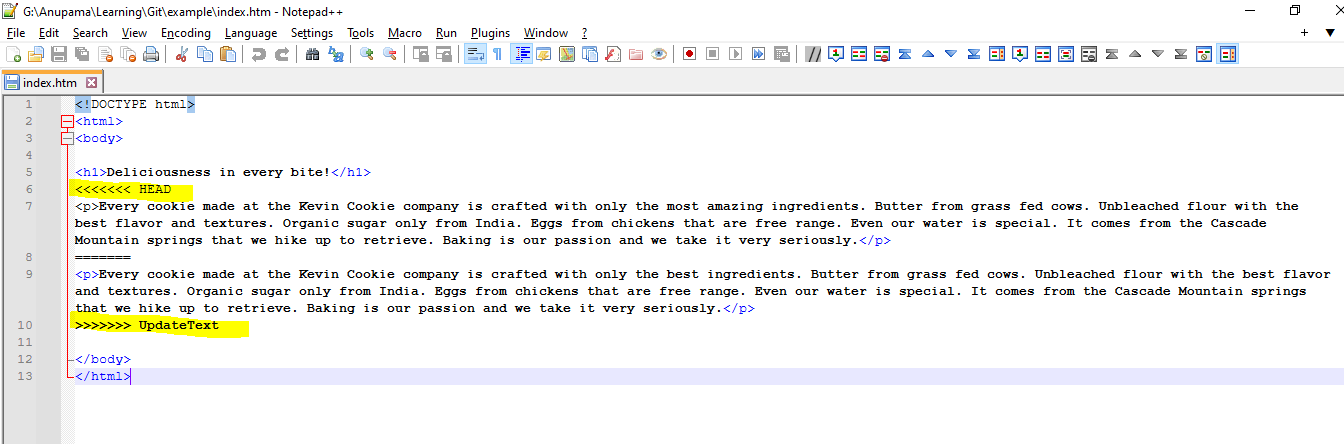 G:\Anupama\Learning\Git\example\index.htm - Notepad++
File Edit Search View Encoding Language Settings Tools Macro Run Plugins Window ?
+ ▼
index.htm
1 <!DOCTYPE html>
2 <html>
3 <body>
4
5 <h1>Deliciousness in every bite!</h1>
6 <<<<<<< HEAD
7 <p>Every cookie made at the Kevin Cookie company is crafted with only the most amazing ingredients. Butter from grass fed cows. Unbleached flour with the
best flavor and textures. Organic sugar only from India. Eggs from chickens that are free range. Even our water is special. It comes from the Cascade
Mountain springs that we hike up to retrieve. Baking is our passion and we take it very seriously.</p>
8 =======
9 <p>Every cookie made at the Kevin Cookie company is crafted with only the best ingredients. Butter from grass fed cows. Unbleached flour with the best flavor
and textures. Organic sugar only from India. Eggs from chickens that are free range. Even our water is special. It comes from the Cascade Mountain springs
that we hike up to retrieve. Baking is our passion and we take it very seriously.</p>
10 >>>>>>> UpdateText
11
12 </body>
13 </html>